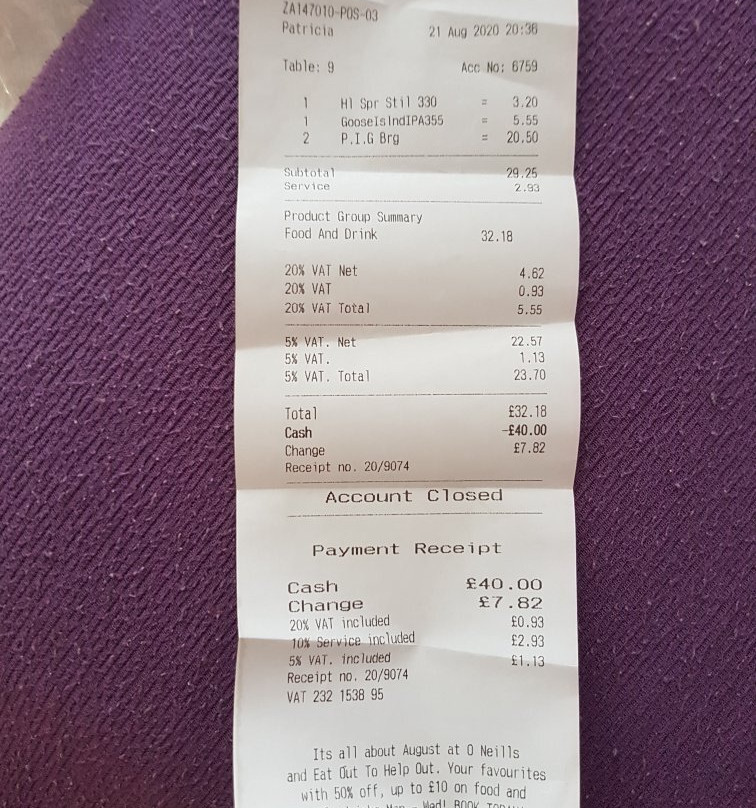 ZA147010-POS-03
Patricia 21 Aug 2020 20:36
Table: 9 Acc No: 6759
1 Hl Spr Stil 330 = 3.20
1 GooseIslndIPA355 = 5.55
2 P.I.G Brg = 20.50
Subtotal 29.25
Service 2.93
Product Group Summary
Food And Drink 32.18
20% VAT Net 4.62
20% VAT 0.93
20% VAT Total 5.55
5% VAT. Net 22.57
5% VAT. 1.13
5% VAT. Total 23.70
Total £32.18
Cash -£40.00
Change £7.82
Receipt no. 20/9074
Account Closed
Payment Receipt
Cash £40.00
Change £7.82
20% VAT included £0.93
10% Service included £2.93
5% VAT. included £1.13
Receipt no. 20/9074
VAT 232 1538 95
Its all about August at O Neills
and Eat Out To Help Out. Your favourites
with 50% off, up to £10 on food and
Wed! BOOK